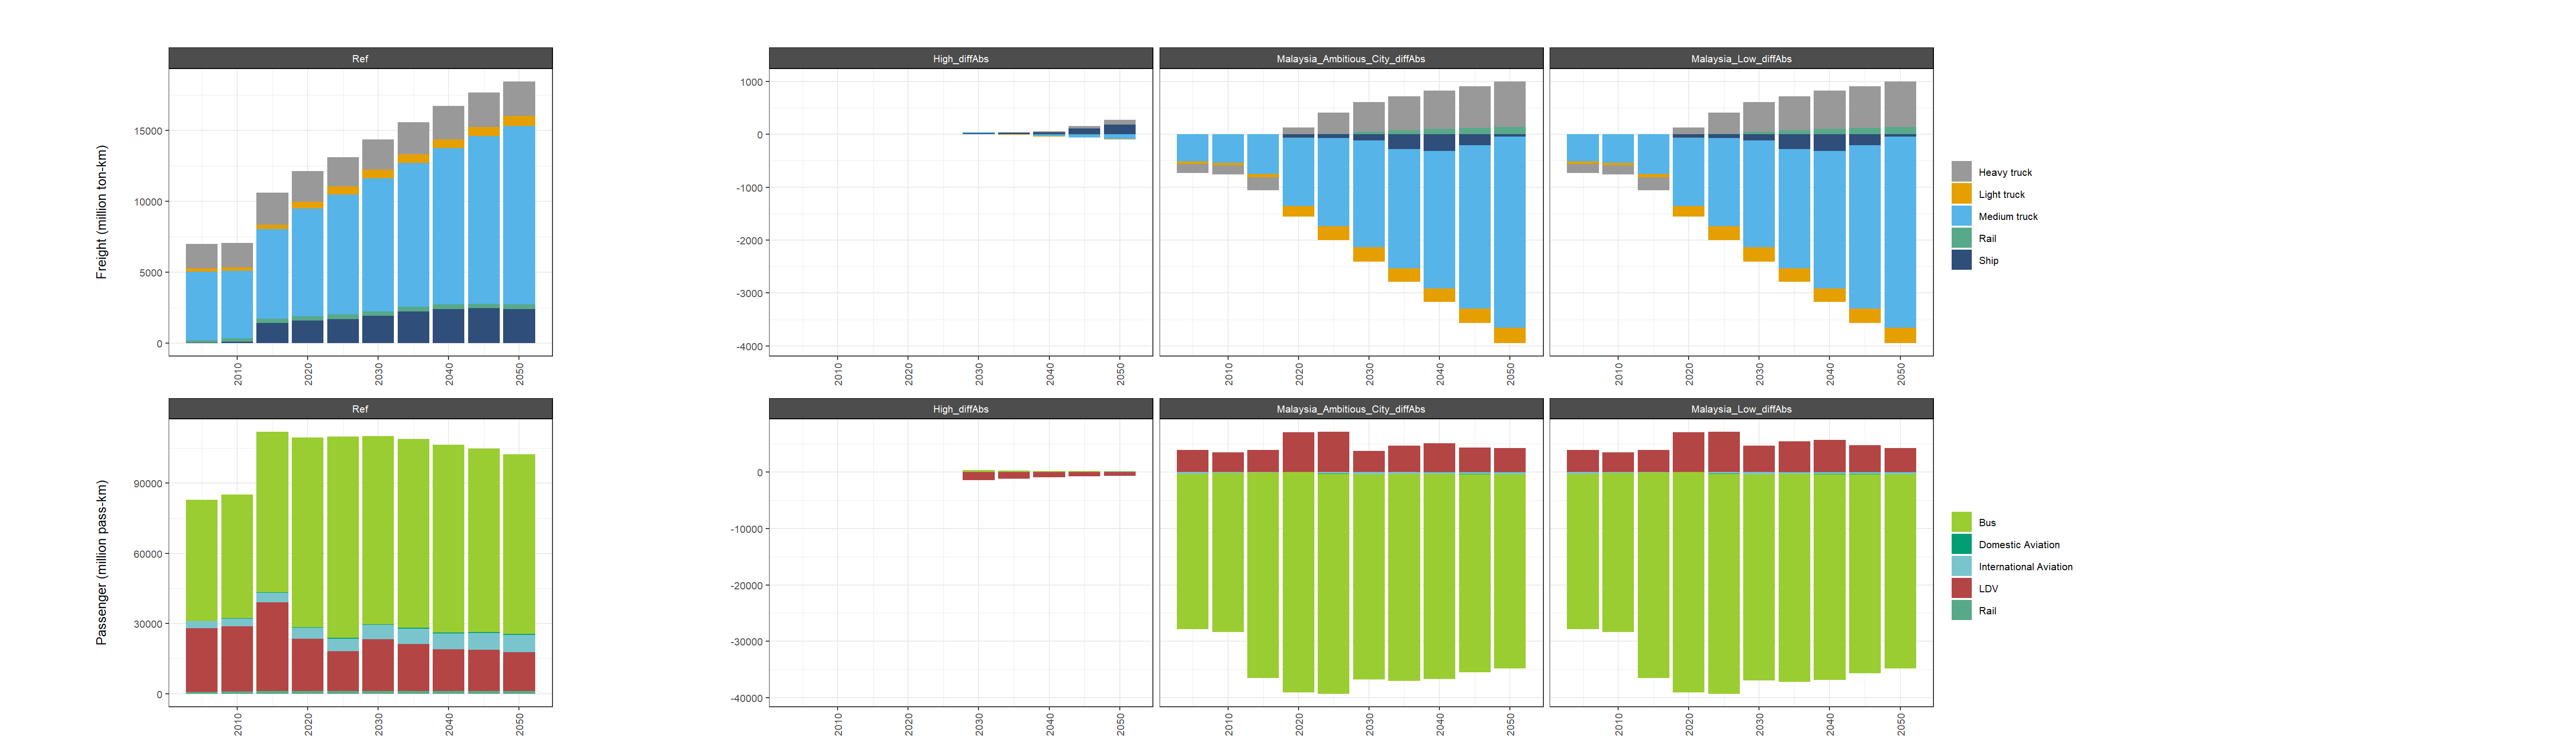 Ref
High_diffAbs
Malaysia_Ambitious_City_diffAbs
Malaysia_Low_diffAbs
Freight (million ton-km)
15000
10000
5000
0
1000
0
-1000
-2000
-3000
-4000
2010 2020 2030 2040 2050
2010 2020 2030 2040 2050
2010 2020 2030 2040 2050
2010 2020 2030 2040 2050
Heavy truck
Light truck
Medium truck
Rail
Ship
Ref
High_diffAbs
Malaysia_Ambitious_City_diffAbs
Malaysia_Low_diffAbs
Passenger (million pass-km)
90000
60000
30000
0
0
-10000
-20000
-30000
-40000
2010 2020 2030 2040 2050
2010 2020 2030 2040 2050
2010 2020 2030 2040 2050
2010 2020 2030 2040 2050
Bus
Domestic Aviation
International Aviation
LDV
Rail